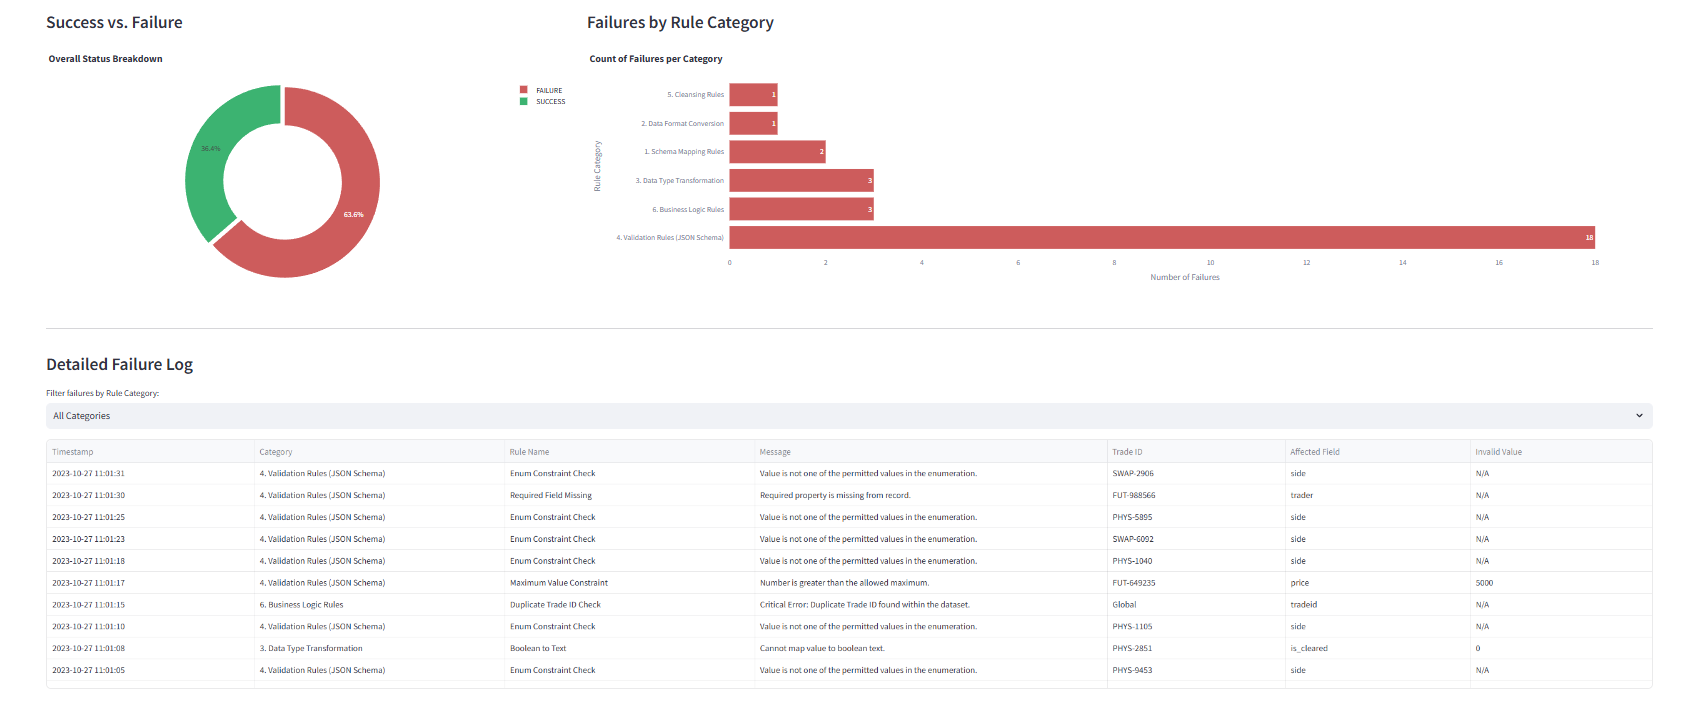 Success vs. Failure
Overall Status Breakdown
FAILURE
SUCCESS
36.4%
63.6%
Failures by Rule Category
Count of Failures per Category
Rule Category
5. Cleansing Rules 1
2. Data Format Conversion 1
1. Schema Mapping Rules 2
3. Data Type Transformation 3
6. Business Logic Rules 3
4. Validation Rules (JSON Schema) 18
0 2 4 6 8 10 12 14 16 18
Number of Failures
Detailed Failure Log
Filter failures by Rule Category:
All Categories
Timestamp Category Rule Name Message Trade ID Affected Field Invalid Value
2023-10-27 11:01:31 4. Validation Rules (JSON Schema) Enum Constraint Check Value is not one of the permitted values in the enumeration. SWAP-2906 side N/A
2023-10-27 11:01:30 4. Validation Rules (JSON Schema) Required Field Missing Required property is missing from record. FUT-988566 trader N/A
2023-10-27 11:01:25 4. Validation Rules (JSON Schema) Enum Constraint Check Value is not one of the permitted values in the enumeration. PHYS-5895 side N/A
2023-10-27 11:01:23 4. Validation Rules (JSON Schema) Enum Constraint Check Value is not one of the permitted values in the enumeration. SWAP-6092 side N/A
2023-10-27 11:01:18 4. Validation Rules (JSON Schema) Enum Constraint Check Value is not one of the permitted values in the enumeration. PHYS-1040 side N/A
2023-10-27 11:01:17 4. Validation Rules (JSON Schema) Maximum Value Constraint Number is greater than the allowed maximum. FUT-649235 price 5000
2023-10-27 11:01:15 6. Business Logic Rules Duplicate Trade ID Check Critical Error: Duplicate Trade ID found within the dataset. Global tradeid N/A
2023-10-27 11:01:10 4. Validation Rules (JSON Schema) Enum Constraint Check Value is not one of the permitted values in the enumeration. PHYS-1105 side N/A
2023-10-27 11:01:08 3. Data Type Transformation Boolean to Text Cannot map value to boolean text. PHYS-2851 is_cleared 0
2023-10-27 11:01:05 4. Validation Rules (JSON Schema) Enum Constraint Check Value is not one of the permitted values in the enumeration. PHYS-9453 side N/A